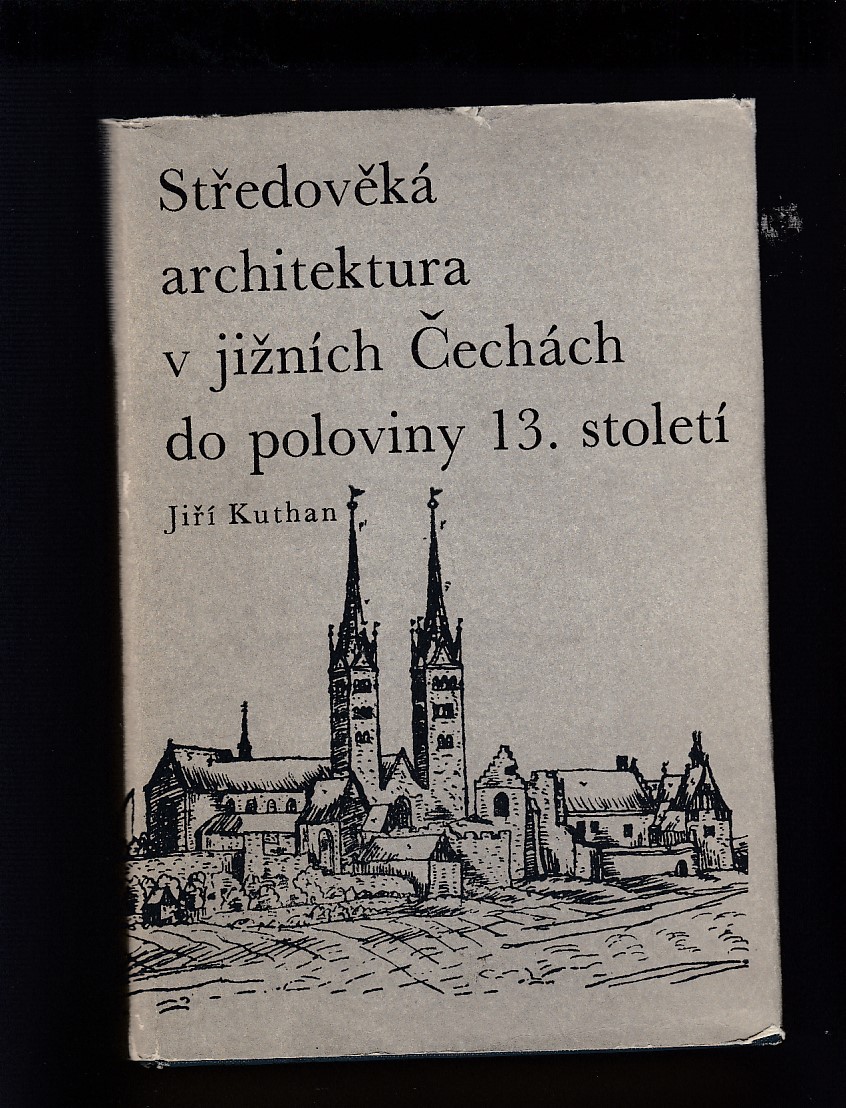 Středověká
architektura
v jižních Čechách
do poloviny 13. století
Jiří Kuthan